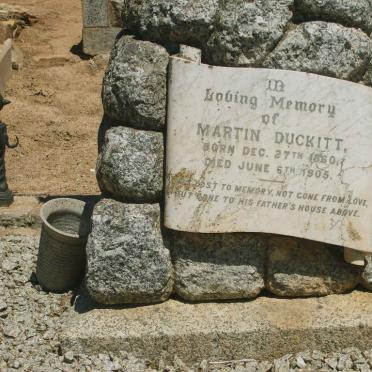 In
Loving Memory
of
MARTIN DUCKITT,
BORN DEC. 27TH 1860.
DIED JUNE 6TH 1905.
LOST TO MEMORY, NOT GONE FROM LOVE,
BUT GONE TO HIS FATHER'S HOUSE ABOVE.